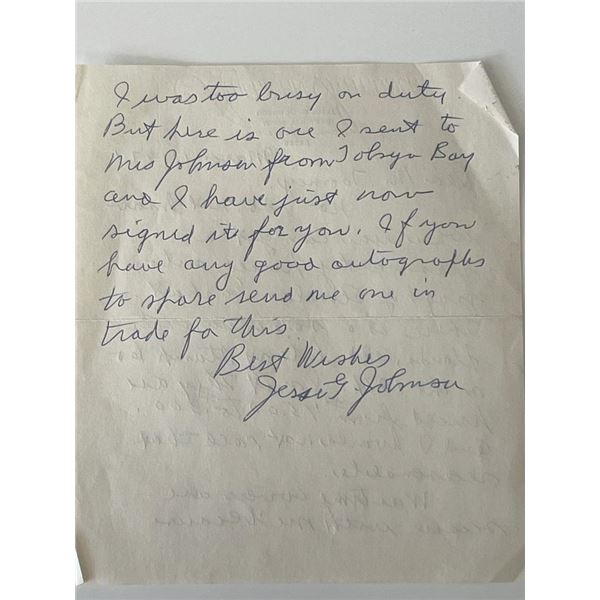 I was too busy on duty.
But here is one I sent to
Mrs Johnson from Tokyo Bay
and I have just now
signed it for you. If you
have any good autographs
to spare send me one in
trade for this
Best Wishes
Jesse G. Johnson